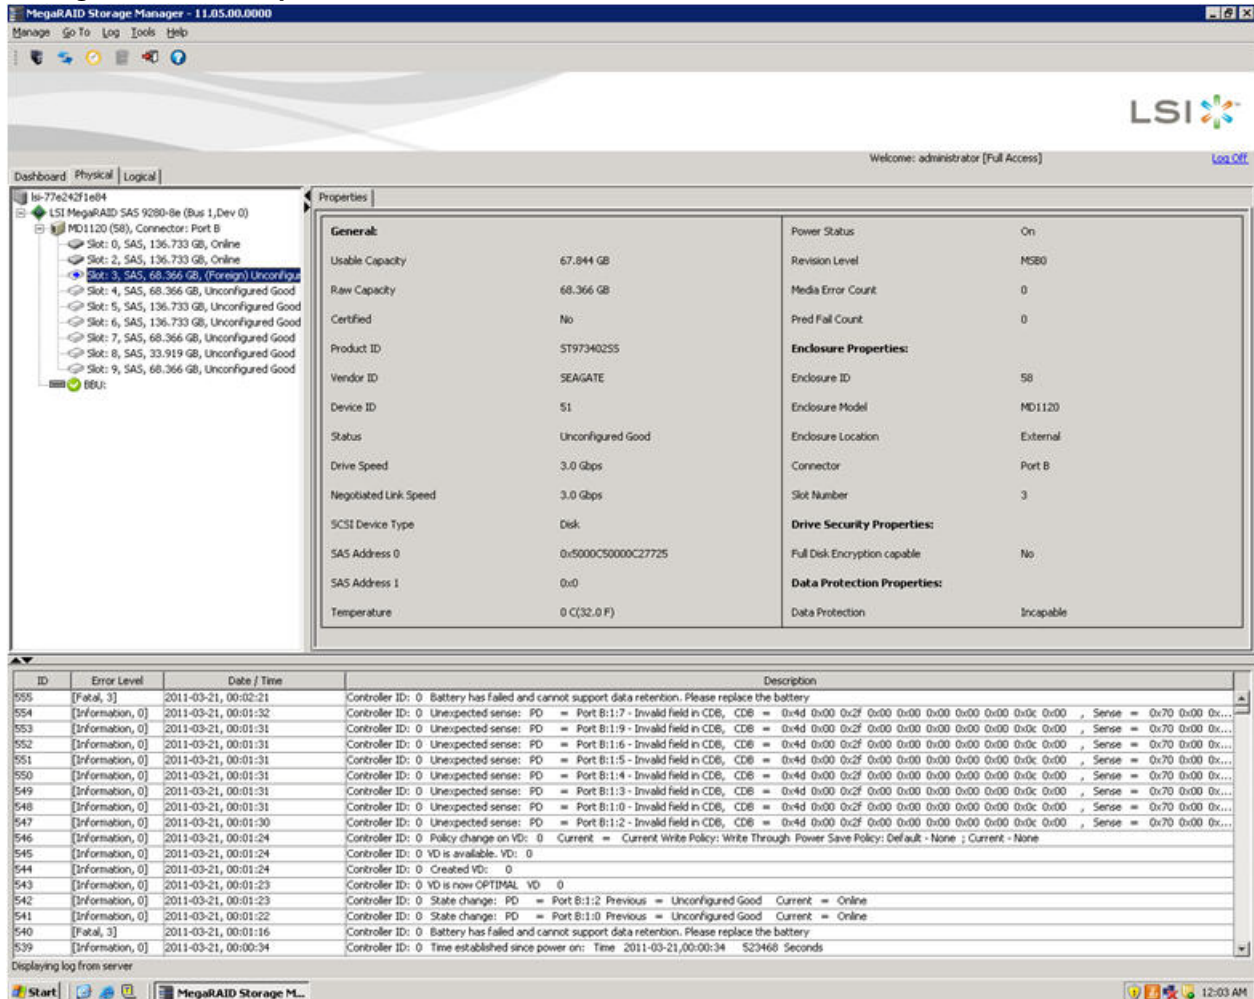 MegaRAID Storage Manager - 11.05.00.0000
Manage Go To Log Tools Help
LSI
Welcome: administrator [Full Access]
Log Off
Dashboard Physical Logical
lsi-77e242f1e84
LSI MegaRAID SAS 9280-8e (Bus 1,Dev 0)
MD1120 (58), Connector: Port B
Slot: 0, SAS, 136.733 GB, Online
Slot: 2, SAS, 136.733 GB, Online
Slot: 3, SAS, 68.366 GB, (Foreign) Unconfigur
Slot: 4, SAS, 68.366 GB, Unconfigured Good
Slot: 5, SAS, 136.733 GB, Unconfigured Good
Slot: 6, SAS, 136.733 GB, Unconfigured Good
Slot: 7, SAS, 68.366 GB, Unconfigured Good
Slot: 8, SAS, 33.919 GB, Unconfigured Good
Slot: 9, SAS, 68.366 GB, Unconfigured Good
BBU:
Properties
General:
Usable Capacity 67.844 GB
Raw Capacity 68.366 GB
Certified No
Product ID ST973402SS
Vendor ID SEAGATE
Device ID 51
Status Unconfigured Good
Drive Speed 3.0 Gbps
Negotiated Link Speed 3.0 Gbps
SCSI Device Type Disk
SAS Address 0 0x5000C50000C27725
SAS Address 1 0x0
Temperature 0 C(32.0 F)
Power Status On
Revision Level MSB0
Media Error Count 0
Pred Fail Count 0
Enclosure Properties:
Enclosure ID 58
Enclosure Model MD1120
Enclosure Location External
Connector Port B
Slot Number 3
Drive Security Properties:
Full Disk Encryption capable No
Data Protection Properties:
Data Protection Incapable
ID Error Level Date / Time Description
555 [Fatal, 3] 2011-03-21, 00:02:21 Controller ID: 0 Battery has failed and cannot support data retention. Please replace the battery
554 [Information, 0] 2011-03-21, 00:01:32 Controller ID: 0 Unexpected sense: PD = Port B:1:7 - Invalid field in CDB, CDB = 0x4d 0x00 0x2f 0x00 0x00 0x00 0x00 0x00 0x0c 0x00 , Sense = 0x70 0x00 0x...
553 [Information, 0] 2011-03-21, 00:01:31 Controller ID: 0 Unexpected sense: PD = Port B:1:9 - Invalid field in CDB, CDB = 0x4d 0x00 0x2f 0x00 0x00 0x00 0x00 0x00 0x0c 0x00 , Sense = 0x70 0x00 0x...
552 [Information, 0] 2011-03-21, 00:01:31 Controller ID: 0 Unexpected sense: PD = Port B:1:6 - Invalid field in CDB, CDB = 0x4d 0x00 0x2f 0x00 0x00 0x00 0x00 0x00 0x0c 0x00 , Sense = 0x70 0x00 0x...
551 [Information, 0] 2011-03-21, 00:01:31 Controller ID: 0 Unexpected sense: PD = Port B:1:5 - Invalid field in CDB, CDB = 0x4d 0x00 0x2f 0x00 0x00 0x00 0x00 0x00 0x0c 0x00 , Sense = 0x70 0x00 0x...
550 [Information, 0] 2011-03-21, 00:01:31 Controller ID: 0 Unexpected sense: PD = Port B:1:4 - Invalid field in CDB, CDB = 0x4d 0x00 0x2f 0x00 0x00 0x00 0x00 0x00 0x0c 0x00 , Sense = 0x70 0x00 0x...
549 [Information, 0] 2011-03-21, 00:01:31 Controller ID: 0 Unexpected sense: PD = Port B:1:3 - Invalid field in CDB, CDB = 0x4d 0x00 0x2f 0x00 0x00 0x00 0x00 0x00 0x0c 0x00 , Sense = 0x70 0x00 0x...
548 [Information, 0] 2011-03-21, 00:01:31 Controller ID: 0 Unexpected sense: PD = Port B:1:0 - Invalid field in CDB, CDB = 0x4d 0x00 0x2f 0x00 0x00 0x00 0x00 0x00 0x0c 0x00 , Sense = 0x70 0x00 0x...
547 [Information, 0] 2011-03-21, 00:01:30 Controller ID: 0 Unexpected sense: PD = Port B:1:2 - Invalid field in CDB, CDB = 0x4d 0x00 0x2f 0x00 0x00 0x00 0x00 0x00 0x0c 0x00 , Sense = 0x70 0x00 0x...
546 [Information, 0] 2011-03-21, 00:01:24 Controller ID: 0 Policy change on VD: 0 Current = Current Write Policy: Write Through Power Save Policy: Default - None ; Current - None
545 [Information, 0] 2011-03-21, 00:01:24 Controller ID: 0 VD is available. VD: 0
544 [Information, 0] 2011-03-21, 00:01:24 Controller ID: 0 Created VD: 0
543 [Information, 0] 2011-03-21, 00:01:23 Controller ID: 0 VD is now OPTIMAL VD 0
542 [Information, 0] 2011-03-21, 00:01:23 Controller ID: 0 State change: PD = Port B:1:2 Previous = Unconfigured Good Current = Online
541 [Information, 0] 2011-03-21, 00:01:22 Controller ID: 0 State change: PD = Port B:1:0 Previous = Unconfigured Good Current = Online
540 [Fatal, 3] 2011-03-21, 00:01:16 Controller ID: 0 Battery has failed and cannot support data retention. Please replace the battery
539 [Information, 0] 2011-03-21, 00:00:34 Controller ID: 0 Time established since power on: Time 2011-03-21,00:00:34 523468 Seconds
Displaying log from server
Start MegaRAID Storage M... 12:03 AM